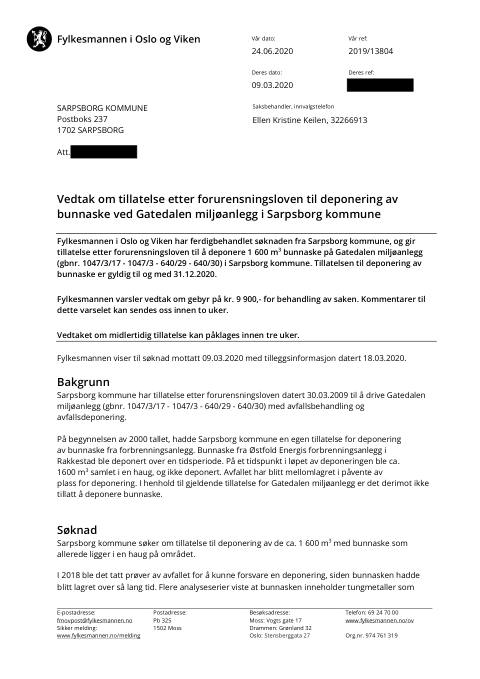 Fylkesmannen i Oslo og Viken
Vår dato:
Vår ref:
24.06.2020
2019/13804
Deres dato:
Deres ref:
09.03.2020
SARPSBORG KOMMUNE
Postboks 237
1702 SARPSBORG
Saksbehandler, innvalgstelefon
Ellen Kristine Keilen, 32266913
Att.
Vedtak om tillatelse etter forurensningsloven til deponering av
bunnaske ved Gatedalen miljøanlegg i Sarpsborg kommune
Fylkesmannen i Oslo og Viken har ferdigbehandlet søknaden fra Sarpsborg kommune, og gir
tillatelse etter forurensningsloven til å deponere 1 600 m³ bunnaske på Gatedalen miljøanlegg
(gbnr. 1047/3/17 - 1047/3 - 640/29 - 640/30) i Sarpsborg kommune. Tillatelsen til deponering av
bunnaske er gyldig til og med 31.12.2020.
Fylkesmannen varsler vedtak om gebyr på kr. 9 900,- for behandling av saken. Kommentarer til
dette varselet kan sendes oss innen to uker.
Vedtaket om midlertidig tillatelse kan påklages innen tre uker.
Fylkesmannen viser til søknad mottatt 09.03.2020 med tilleggsinformasjon datert 18.03.2020.
Bakgrunn
Sarpsborg kommune har tillatelse etter forurensningsloven datert 30.03.2009 til å drive Gatedalen
miljøanlegg (gbnr. 1047/3/17 - 1047/3 - 640/29 - 640/30) med avfallsbehandling og
avfallsdeponering.
På begynnelsen av 2000 tallet, hadde Sarpsborg kommune en egen tillatelse for deponering
av bunnaske fra forbrenningsanlegg. Bunnaske fra Østfold Energis forbrenningsanlegg i
Rakkestad ble deponert over en tidsperiode. På et tidspunkt i løpet av deponeringen ble ca.
1600 m³ samlet i en haug, og ikke deponert. Avfallet har blitt mellomlagret i påvente av
plass for deponering. I henhold til gjeldende tillatelse for Gatedalen miljøanlegg er det derimot ikke
tillatt å deponere bunnaske.
Søknad
Sarpsborg kommune søker om tillatelse til deponering av de ca. 1 600 m³ med bunnaske som
allerede ligger i en haug på området.
I 2018 ble det tatt prøver av avfallet for å kunne forsvare en deponering, siden bunnasken hadde
blitt lagret over så lang tid. Flere analyseserier viste at bunnasken inneholder tungmetaller som
E-postadresse:
fmovpost@fylkesmannen.no
Sikker melding:
www.fylkesmannen.no/melding
Postadresse:
Pb 325
1502 Moss
Besøksadresse:
Moss: Vogts gate 17
Drammen: Grønland 32
Oslo: Stensberggata 27
Telefon: 69 24 70 00
www.fylkesmannen.no/ov
Org.nr. 974 761 319